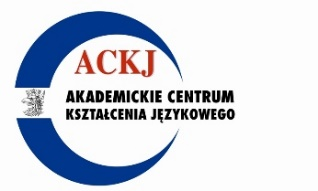 ACKJ
AKADEMICKIE CENTRUM
KSZTAŁCENIA JĘZYKOWEGO